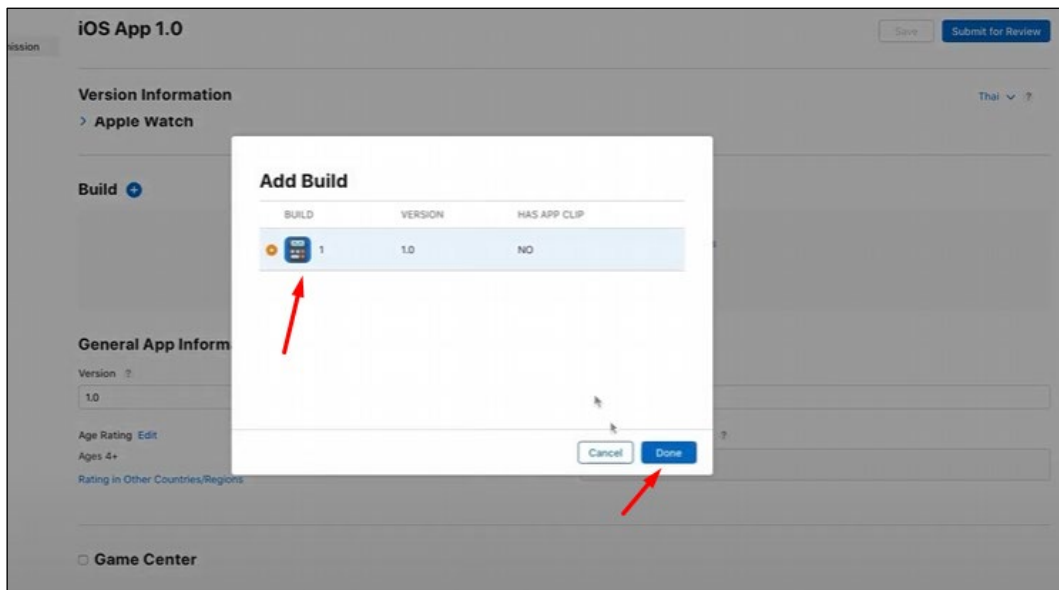 iOS App 1.0
Save
Submit for Review
mission
Version Information
Thai
?
Apple Watch
Build
Add Build
BUILD VERSION HAS APP CLIP
1 1.0 NO
General App Inform
Version ?
1.0
Age Rating Edit
?
Ages 4+
Rating in Other Countries/Regions
Cancel
Done
Game Center